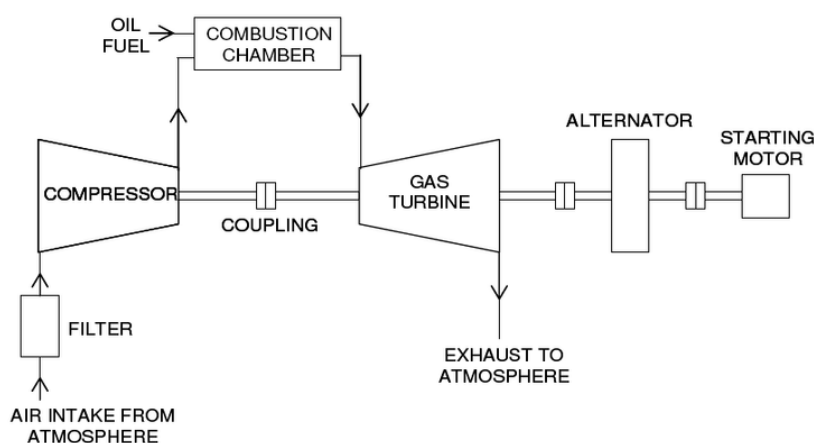 OIL
FUEL
COMBUSTION
CHAMBER
ALTERNATOR
STARTING
MOTOR
COMPRESSOR
COUPLING
GAS
TURBINE
FILTER
EXHAUST TO
ATMOSPHERE
AIR INTAKE FROM
ATMOSPHERE